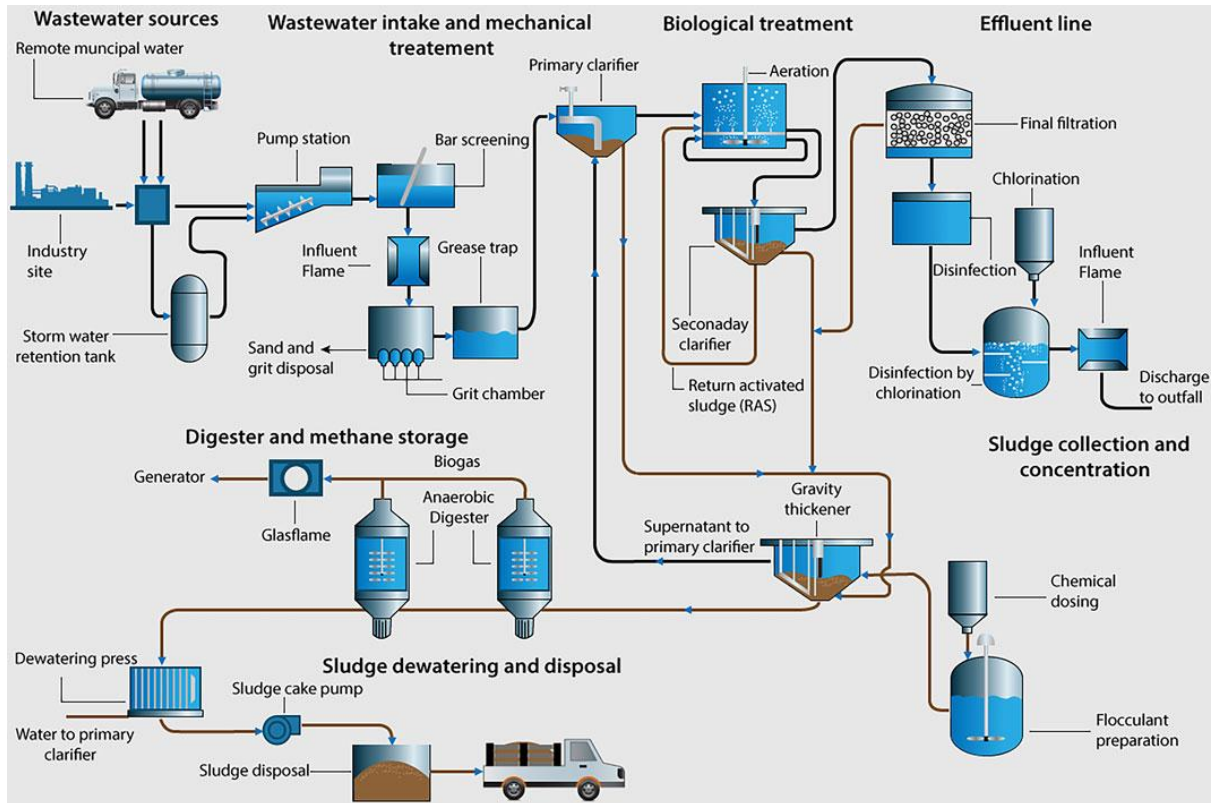 Wastewater sources
Remote muncipal water
Industry
site
Storm water
retention tank
Wastewater intake and mechanical
treatement
Pump station
Bar screening
Influent
Flame
Grease trap
Sand and
grit disposal
Grit chamber
Primary clarifier
Biological treatment
Aeration
Seconaday
clarifier
Return activated
sludge (RAS)
Effluent line
Final filtration
Chlorination
Disinfection
Influent
Flame
Disinfection by
chlorination
Discharge
to outfall
Digester and methane storage
Generator
Biogas
Glasflame
Anaerobic
Digester
Sludge collection and
concentration
Gravity
thickener
Supernatant to
primary clarifier
Chemical
dosing
Flocculant
preparation
Sludge dewatering and disposal
Dewatering press
Water to primary
clarifier
Sludge cake pump
Sludge disposal